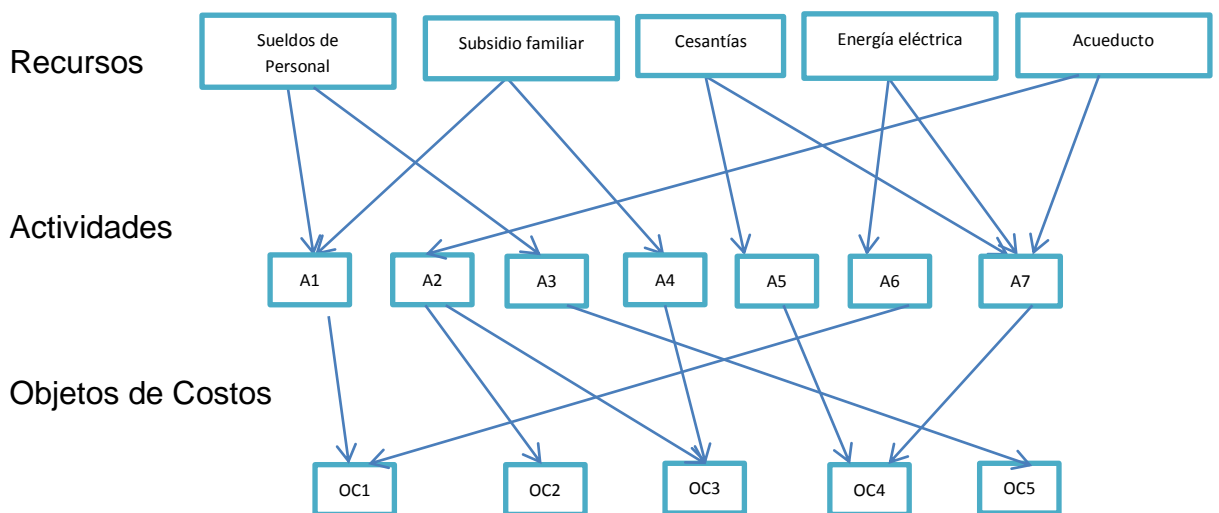 Recursos
Sueldos de
Personal
Subsidio familiar
Cesantías
Energía eléctrica
Acueducto
Actividades
A1
A2
A3
A4
A5
A6
A7
Objetos de Costos
OC1
OC2
OC3
OC4
OC5